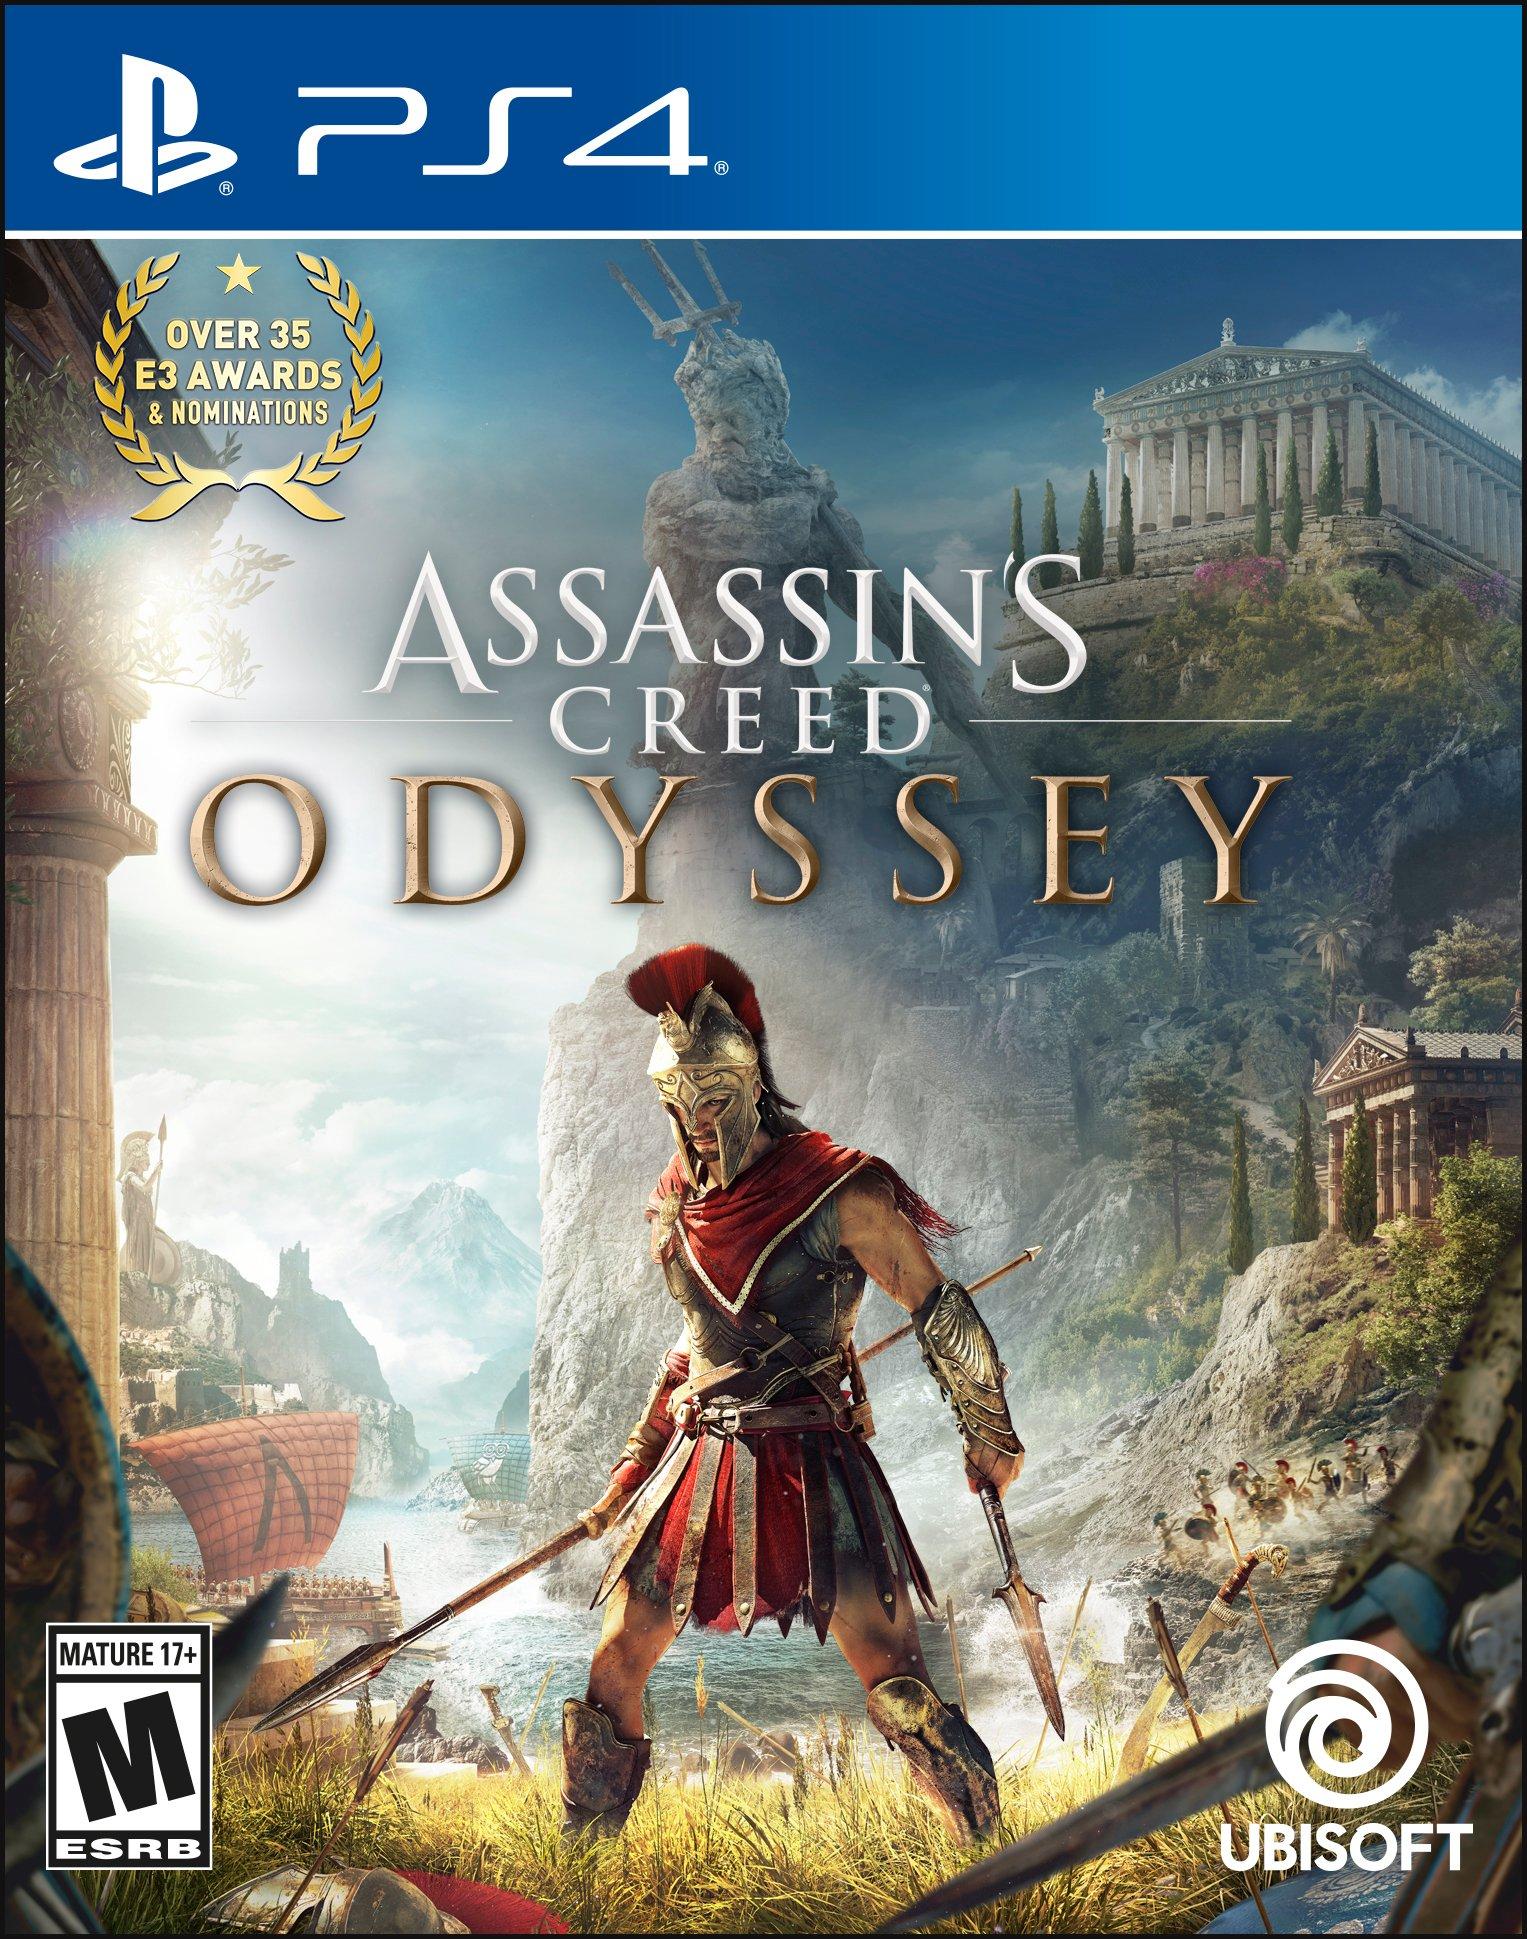 PS4®
OVER 35
E3 AWARDS
& NOMINATIONS
ASSASSIN'S
CREED®
ODYSSEY
MATURE 17+
M
ESRB
UBISOFT